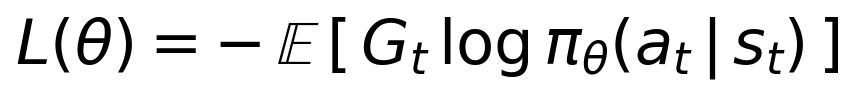 L(θ) = − 𝔼 [ G_t log π_θ(a_t | s_t) ]